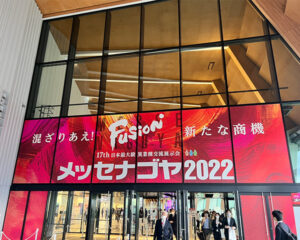 混ざりあえ! Fusion 新たな商機
17th 日本最大級 異業種交流展示会
メッセナゴヤ2022